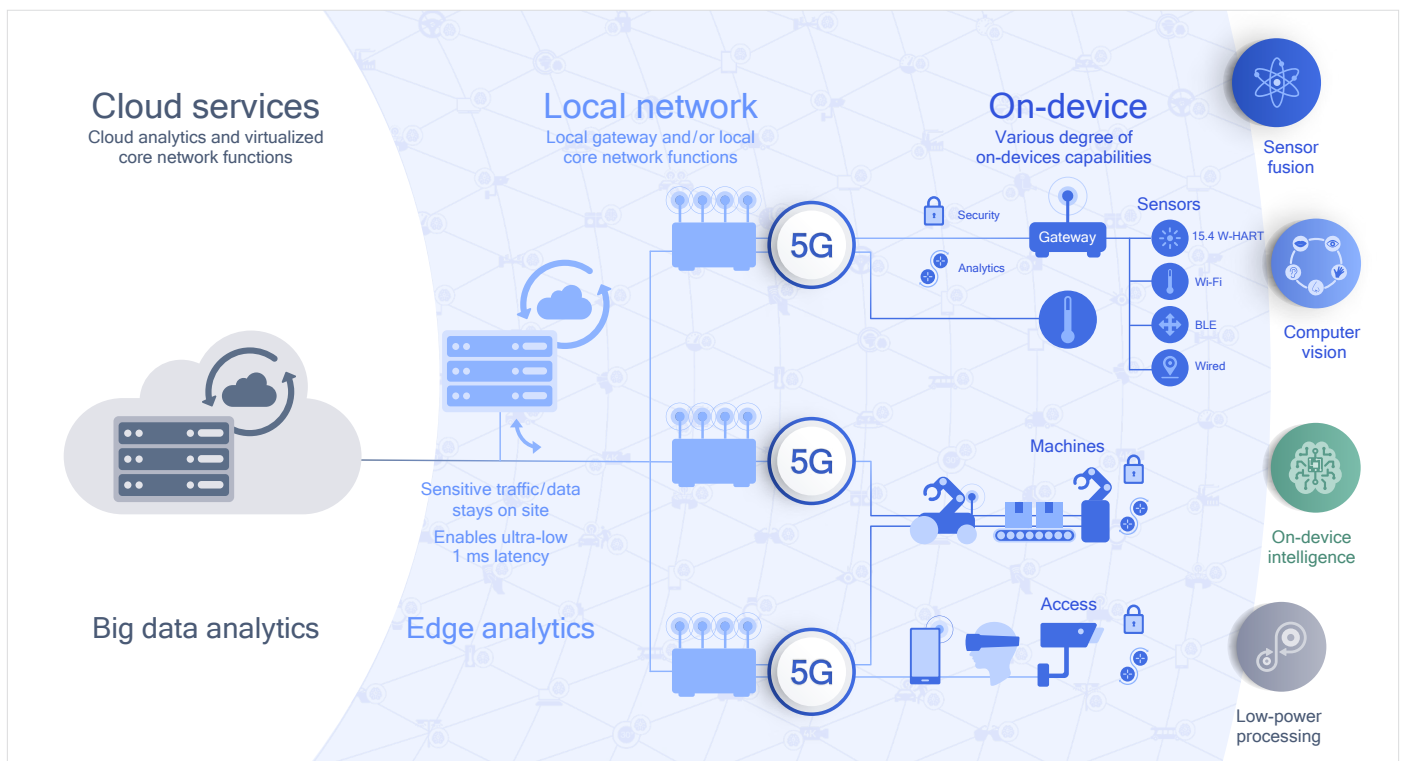 Cloud services
Cloud analytics and virtualized
core network functions
Big data analytics
Local network
Local gateway and/or local
core network functions
Sensitive traffic/data
stays on site
Enables ultra-low
1 ms latency
Edge analytics
5G
5G
5G
On-device
Various degree of
on-devices capabilities
Security
Analytics
Gateway
Sensors
15.4 W-HART
Wi-Fi
BLE
Wired
Machines
Access
Sensor
fusion
Computer
vision
On-device
intelligence
Low-power
processing